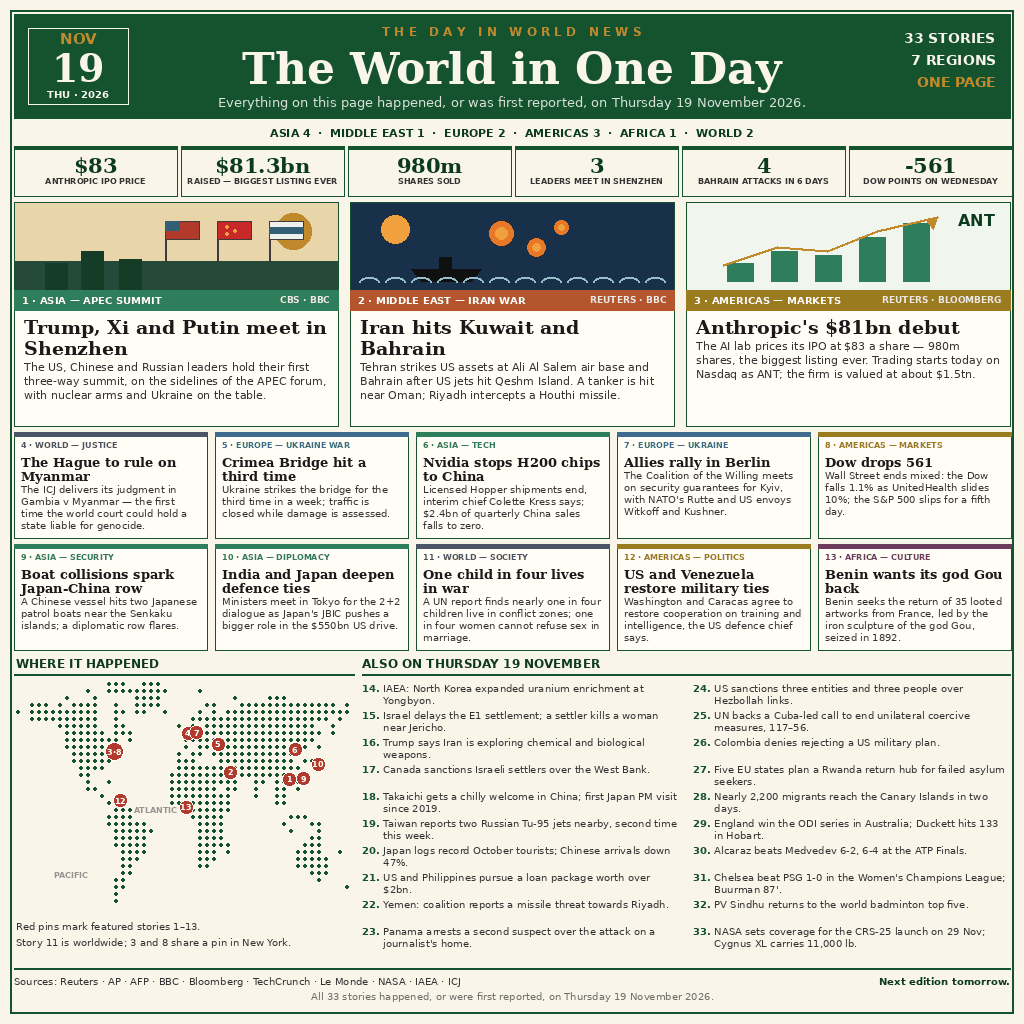 NOV
19
THU · 2026
THE DAY IN WORLD NEWS
The World in One Day
Everything on this page happened, or was first reported, on Thursday 19 November 2026.
33 STORIES
7 REGIONS
ONE PAGE
ASIA 4 · MIDDLE EAST 1 · EUROPE 2 · AMERICAS 3 · AFRICA 1 · WORLD 2
$83
ANTHROPIC IPO PRICE
$81.3bn
RAISED — BIGGEST LISTING EVER
980m
SHARES SOLD
3
LEADERS MEET IN SHENZHEN
4
BAHRAIN ATTACKS IN 6 DAYS
-561
DOW POINTS ON WEDNESDAY
1 · ASIA — APEC SUMMIT
CBS · BBC
Trump, Xi and Putin meet in
Shenzhen
The US, Chinese and Russian leaders hold their first
three-way summit, on the sidelines of the APEC forum,
with nuclear arms and Ukraine on the table.
2 · MIDDLE EAST — IRAN WAR
REUTERS · BBC
Iran hits Kuwait and
Bahrain
Tehran strikes US assets at Ali Al Salem air base and
Bahrain after US jets hit Qeshm Island. A tanker is hit
near Oman; Riyadh intercepts a Houthi missile.
ANT
3 · AMERICAS — MARKETS
REUTERS · BLOOMBERG
Anthropic's $81bn debut
The AI lab prices its IPO at $83 a share — 980m
shares, the biggest listing ever. Trading starts today on
Nasdaq as ANT; the firm is valued at about $1.5tn.
4 · WORLD — JUSTICE
The Hague to rule on
Myanmar
The ICJ delivers its judgment in
Gambia v Myanmar — the first
time the world court could hold a
state liable for genocide.
5 · EUROPE — UKRAINE WAR
Crimea Bridge hit a
third time
Ukraine strikes the bridge for the
third time in a week; traffic is
closed while damage is assessed.
6 · ASIA — TECH
Nvidia stops H200 chips
to China
Licensed Hopper shipments end,
interim chief Colette Kress says;
$2.4bn of quarterly China sales
falls to zero.
7 · EUROPE — UKRAINE
Allies rally in Berlin
The Coalition of the Willing meets
on security guarantees for Kyiv,
with NATO's Rutte and US envoys
Witkoff and Kushner.
8 · AMERICAS — MARKETS
Dow drops 561
Wall Street ends mixed: the Dow
falls 1.1% as UnitedHealth slides
10%; the S&P 500 slips for a fifth
day.
9 · ASIA — SECURITY
Boat collisions spark
Japan-China row
A Chinese vessel hits two Japanese
patrol boats near the Senkaku
islands; a diplomatic row flares.
10 · ASIA — DIPLOMACY
India and Japan deepen
defence ties
Ministers meet in Tokyo for the 2+2
dialogue as Japan's JBIC pushes a
bigger role in the $550bn US drive.
11 · WORLD — SOCIETY
One child in four lives
in war
A UN report finds nearly one in four
children live in conflict zones; one
in four women cannot refuse sex in
marriage.
12 · AMERICAS — POLITICS
US and Venezuela
restore military ties
Washington and Caracas agree to
restore cooperation on training and
intelligence, the US defence chief
says.
13 · AFRICA — CULTURE
Benin wants its god Gou
back
Benin seeks the return of 35 looted
artworks from France, led by the
iron sculpture of the god Gou,
seized in 1892.
WHERE IT HAPPENED
4 7
5
3·8
6
10
2
1 9
12
13
ATLANTIC
PACIFIC
Red pins mark featured stories 1–13.
Story 11 is worldwide; 3 and 8 share a pin in New York.
ALSO ON THURSDAY 19 NOVEMBER
14. IAEA: North Korea expanded uranium enrichment at
Yongbyon.
15. Israel delays the E1 settlement; a settler kills a woman
near Jericho.
16. Trump says Iran is exploring chemical and biological
weapons.
17. Canada sanctions Israeli settlers over the West Bank.
18. Takaichi gets a chilly welcome in China; first Japan PM visit
since 2019.
19. Taiwan reports two Russian Tu-95 jets nearby, second time
this week.
20. Japan logs record October tourists; Chinese arrivals down
47%.
21. US and Philippines pursue a loan package worth over
$2bn.
22. Yemen: coalition reports a missile threat towards Riyadh.
23. Panama arrests a second suspect over the attack on a
journalist's home.
24. US sanctions three entities and three people over
Hezbollah links.
25. UN backs a Cuba-led call to end unilateral coercive
measures, 117–56.
26. Colombia denies rejecting a US military plan.
27. Five EU states plan a Rwanda return hub for failed asylum
seekers.
28. Nearly 2,200 migrants reach the Canary Islands in two
days.
29. England win the ODI series in Australia; Duckett hits 133
in Hobart.
30. Alcaraz beats Medvedev 6-2, 6-4 at the ATP Finals.
31. Chelsea beat PSG 1-0 in the Women's Champions League;
Buurman 87'.
32. PV Sindhu returns to the world badminton top five.
33. NASA sets coverage for the CRS-25 launch on 29 Nov;
Cygnus XL carries 11,000 lb.
Sources: Reuters · AP · AFP · BBC · Bloomberg · TechCrunch · Le Monde · NASA · IAEA · ICJ
Next edition tomorrow.
All 33 stories happened, or were first reported, on Thursday 19 November 2026.